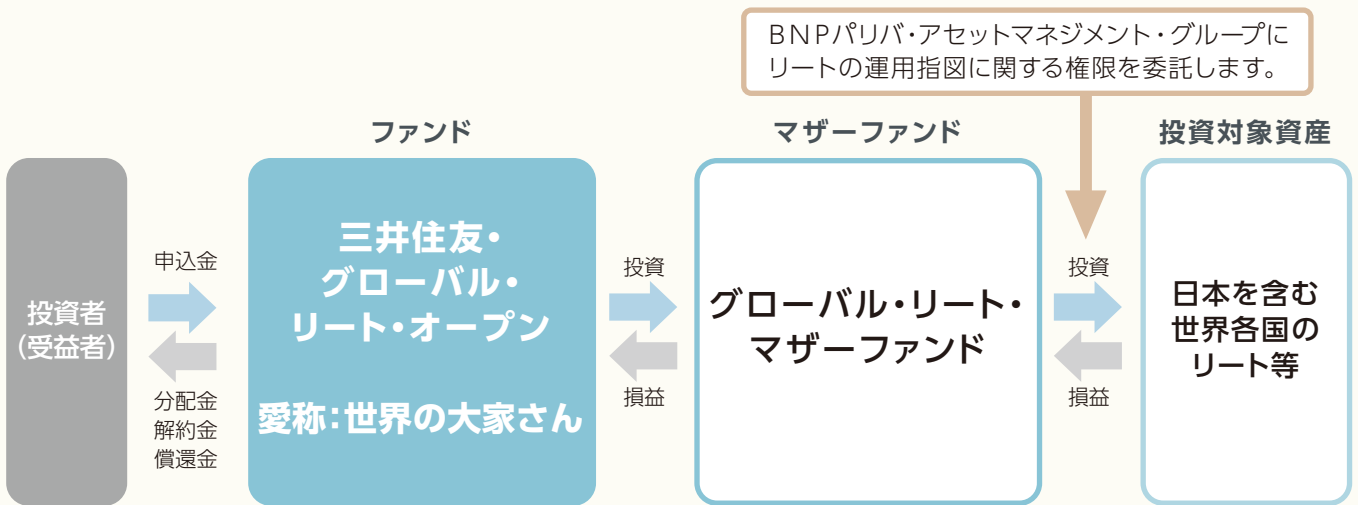 BNPパリバ・アセットマネジメント・グループに
リートの運用指図に関する権限を委託します。
ファンド
マザーファンド
投資対象資産
投資者
(受益者)
申込金
分配金
解約金
償還金
三井住友・
グローバル・
リート・オープン
愛称:世界の大家さん
投資
損益
グローバル・リート・
マザーファンド
投資
損益
日本を含む
世界各国の
リート等